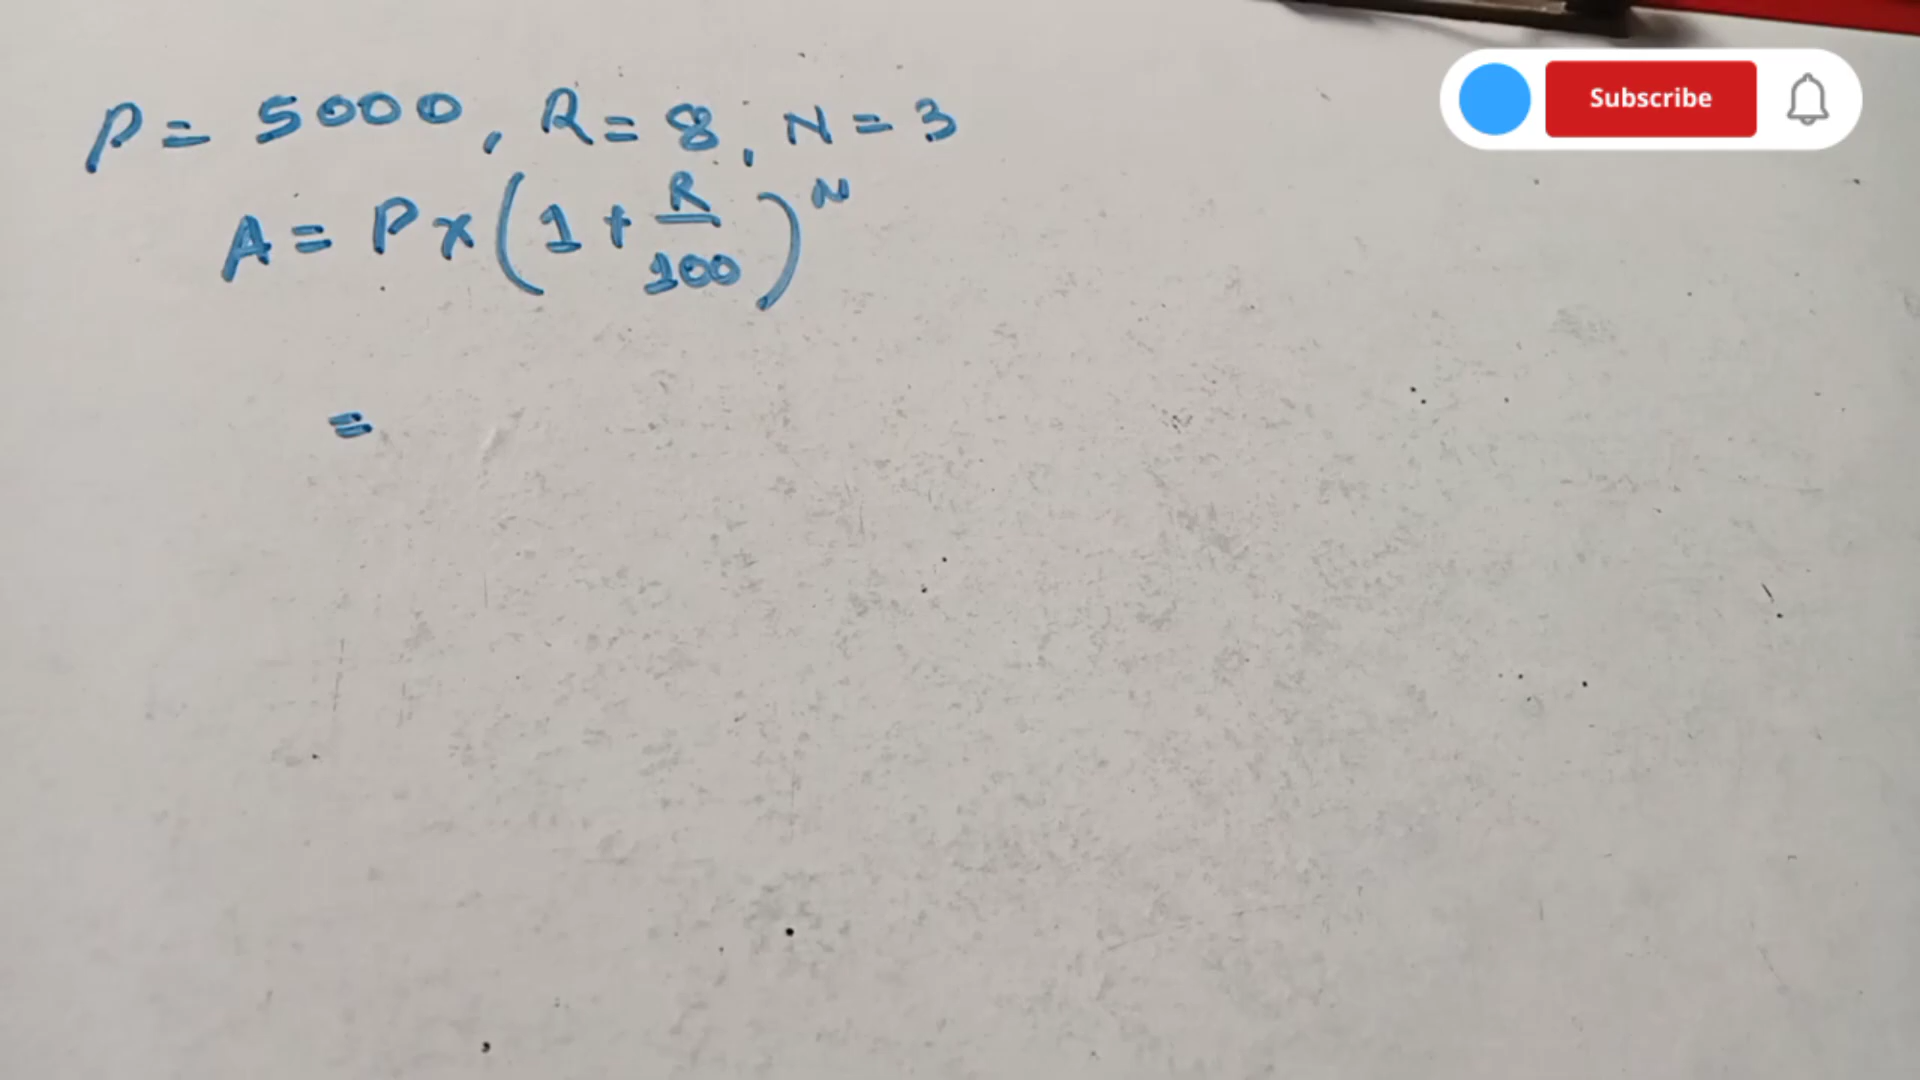 P = 5000, R = 8, N = 3
Subscribe
A = P x (1 + R/100)^N
=